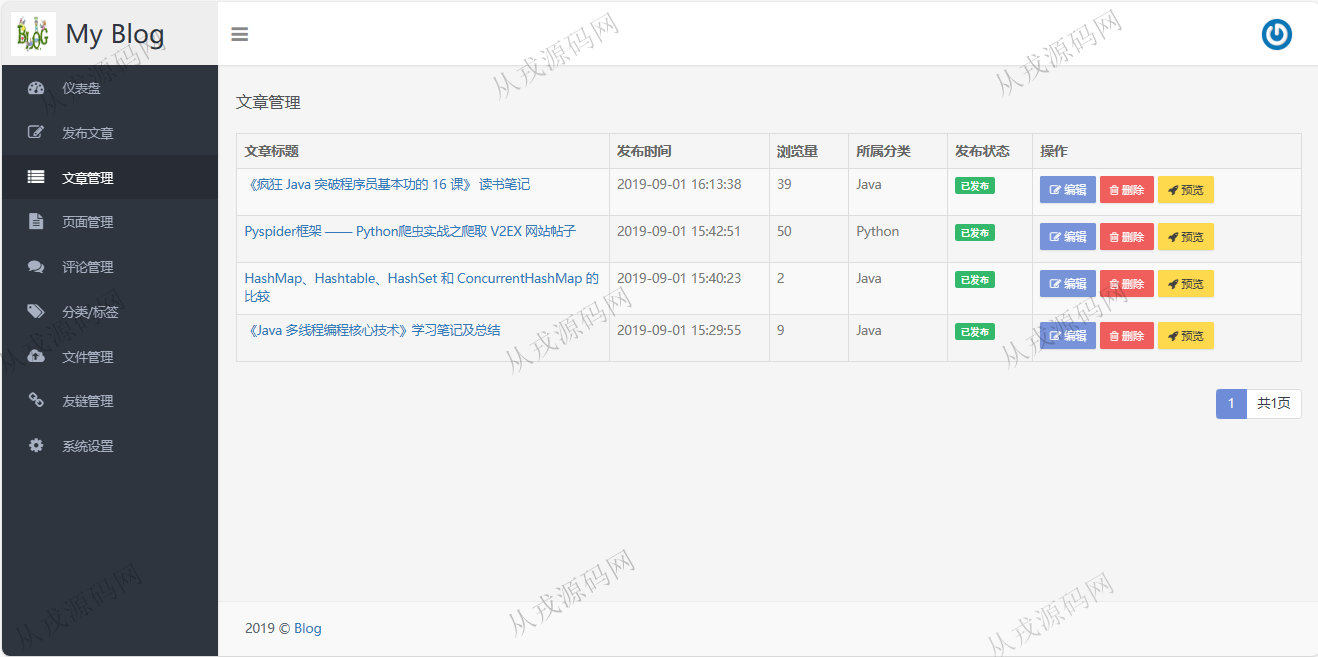 My Blog
从戎源码网
从戎源码网
从戎源码网
仪表盘
发布文章
文章管理
页面管理
评论管理
分类/标签
文件管理
友链管理
系统设置
文章管理
文章标题 发布时间 浏览量 所属分类 发布状态 操作
《疯狂 Java 突破程序员基本功的 16 课》 读书笔记 2019-09-01 16:13:38 39 Java 已发布 编辑 删除 预览
Pyspider框架 —— Python爬虫实战之爬取 V2EX 网站帖子 2019-09-01 15:42:51 50 Python 已发布 编辑 删除 预览
HashMap、Hashtable、HashSet 和 ConcurrentHashMap 的 2019-09-01 15:40:23 2 Java 已发布 编辑 删除 预览
比较
《Java 多线程编程核心技术》学习笔记及总结 2019-09-01 15:29:55 9 Java 已发布 编辑 删除 预览
从戎源码网
从戎源码网
从戎源码网
1 共1页
从戎源码网
从戎源码网
从戎源码网
2019 © Blog